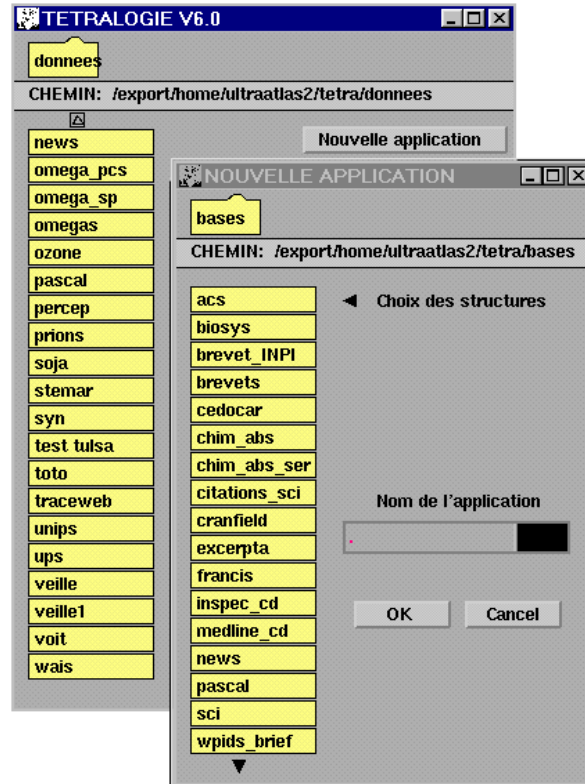 TETRALOGIE V6.0
donnees
CHEMIN: /export/home/ultraatlas2/tetra/donnees
Nouvelle application
news
omega_pcs
omega_sp
omegas
ozone
pascal
percep
prions
soja
stemar
syn
test tulsa
toto
traceweb
unips
ups
veille
veille1
voit
wais
NOUVELLE APPLICATION
bases
CHEMIN: /export/home/ultraatlas2/tetra/bases
acs
biosys
brevet_INPI
brevets
cedocar
chim_abs
chim_abs_ser
citations_sci
cranfield
excerpta
francis
inspec_cd
medline_cd
news
pascal
sci
wpids_brief
Choix des structures
Nom de l'application
OK Cancel